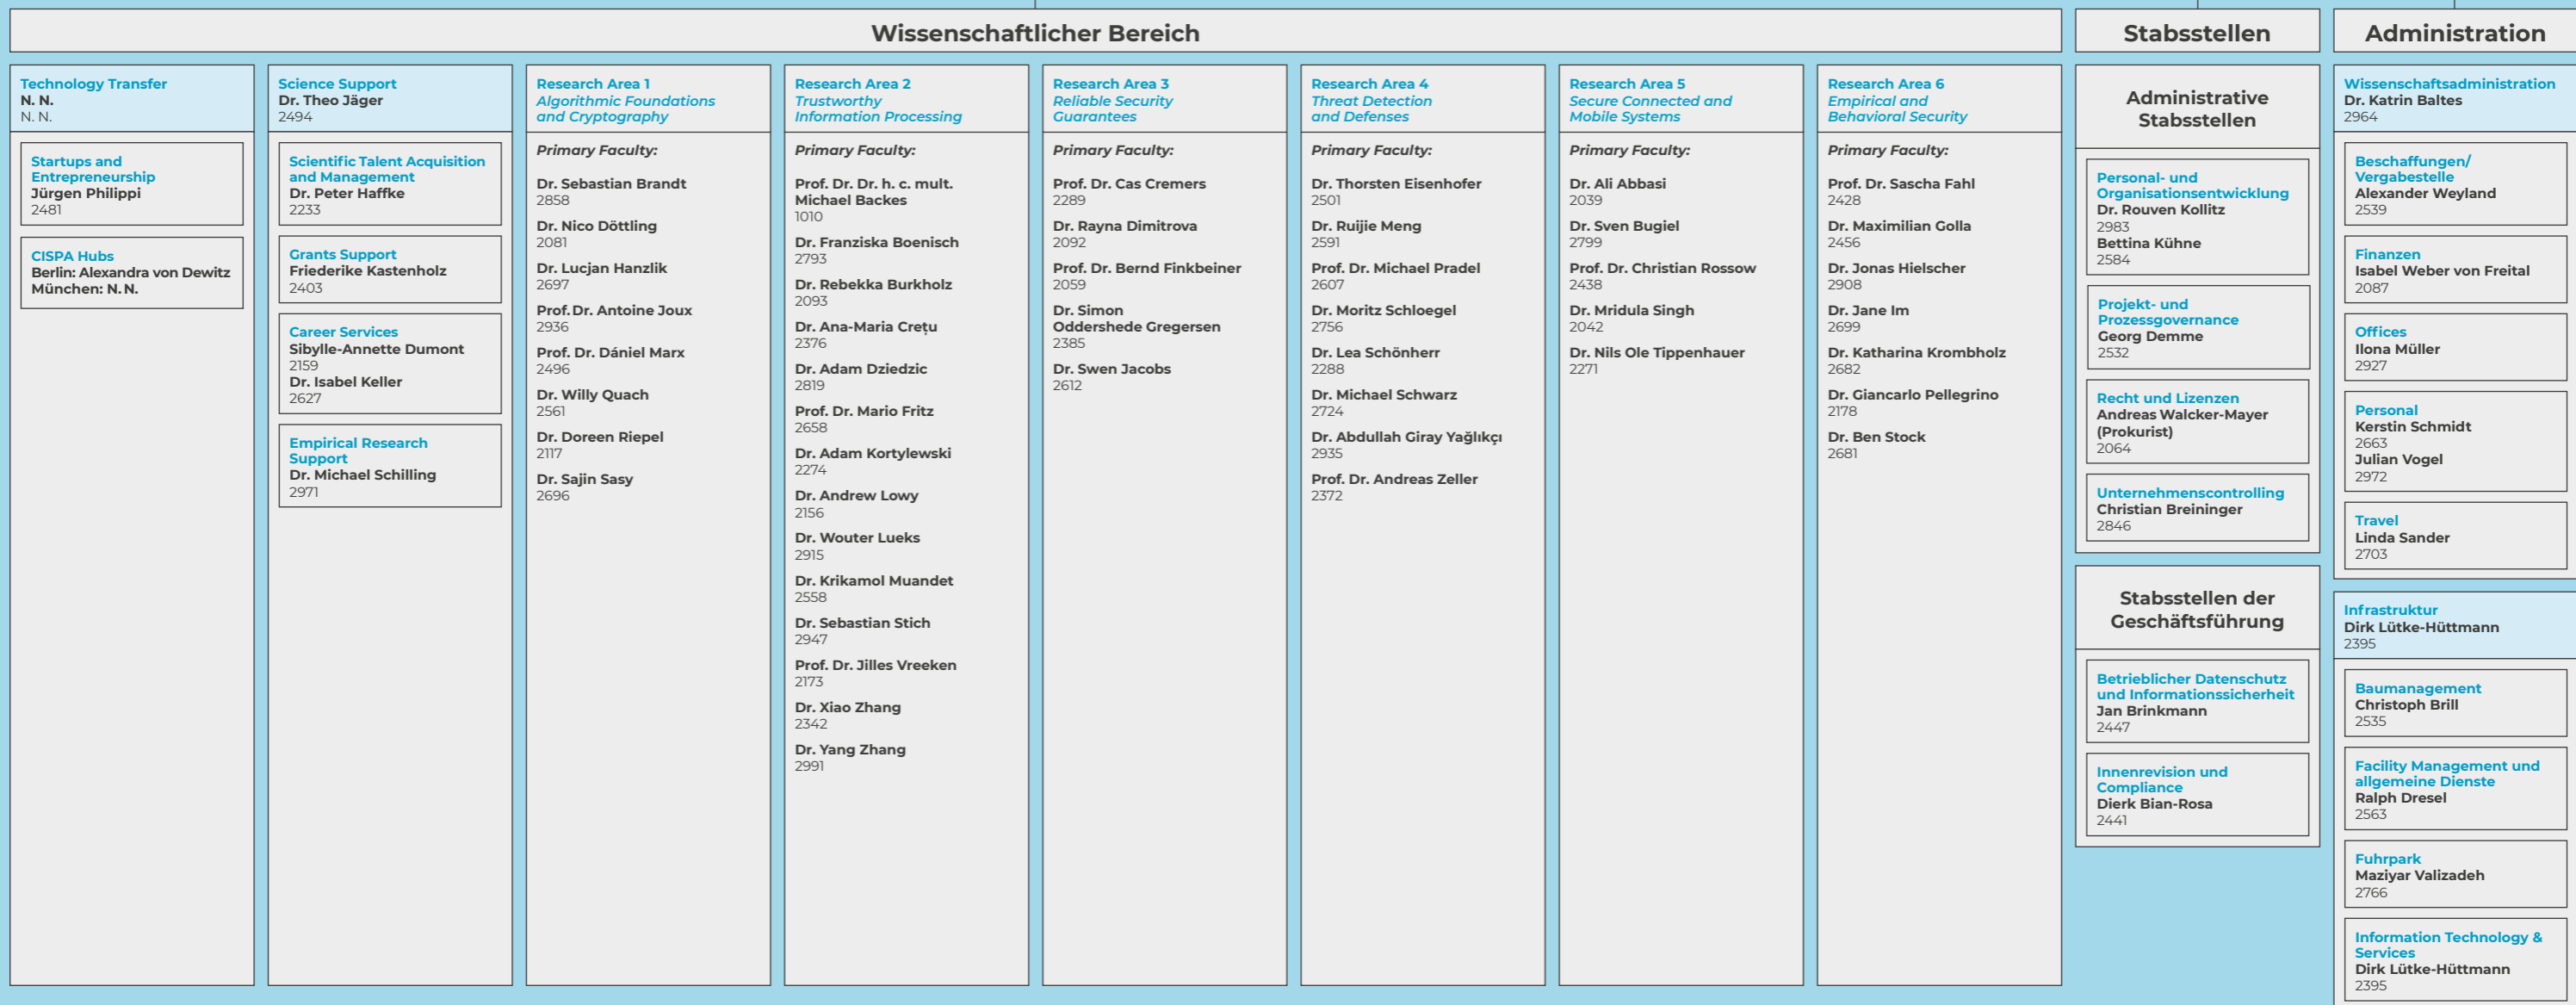 Wissenschaftlicher Bereich
Technology Transfer
N. N.
N. N.
Startups and
Entrepreneurship
Jürgen Philippi
2481
CISPA Hubs
Berlin: Alexandra von Dewitz
München: N. N.
Science Support
Dr. Theo Jäger
2494
Scientific Talent Acquisition
and Management
Dr. Peter Haffke
2233
Grants Support
Friederike Kastenholz
2403
Career Services
Sibylle-Annette Dumont
2159
Dr. Isabel Keller
2627
Empirical Research
Support
Dr. Michael Schilling
2971
Research Area 1
Algorithmic Foundations
and Cryptography
Primary Faculty:
Dr. Sebastian Brandt
2858
Dr. Nico Döttling
2081
Dr. Lucjan Hanzlik
2697
Prof. Dr. Antoine Joux
2936
Prof. Dr. Dániel Marx
2496
Dr. Willy Quach
2561
Dr. Doreen Riepel
2117
Dr. Sajin Sasy
2696
Research Area 2
Trustworthy
Information Processing
Primary Faculty:
Prof. Dr. Dr. h. c. mult.
Michael Backes
1010
Dr. Franziska Boenisch
2793
Dr. Rebekka Burkholz
2093
Dr. Ana-Maria Crețu
2376
Dr. Adam Dziedzic
2819
Prof. Dr. Mario Fritz
2658
Dr. Adam Kortylewski
2274
Dr. Andrew Lowy
2156
Dr. Wouter Lueks
2915
Dr. Krikamol Muandet
2558
Dr. Sebastian Stich
2947
Prof. Dr. Jilles Vreeken
2173
Dr. Xiao Zhang
2342
Dr. Yang Zhang
2991
Research Area 3
Reliable Security
Guarantees
Primary Faculty:
Prof. Dr. Cas Cremers
2289
Dr. Rayna Dimitrova
2092
Prof. Dr. Bernd Finkbeiner
2059
Dr. Simon
Oddershede Gregersen
2385
Dr. Swen Jacobs
2612
Research Area 4
Threat Detection
and Defenses
Primary Faculty:
Dr. Thorsten Eisenhofer
2501
Dr. Ruijie Meng
2591
Prof. Dr. Michael Pradel
2607
Dr. Moritz Schloegel
2756
Dr. Lea Schönherr
2288
Dr. Michael Schwarz
2724
Dr. Abdullah Giray Yağlıkçı
2935
Prof. Dr. Andreas Zeller
2372
Research Area 5
Secure Connected and
Mobile Systems
Primary Faculty:
Dr. Ali Abbasi
2039
Dr. Sven Bugiel
2799
Prof. Dr. Christian Rossow
2438
Dr. Mridula Singh
2042
Dr. Nils Ole Tippenhauer
2271
Research Area 6
Empirical and
Behavioral Security
Primary Faculty:
Prof. Dr. Sascha Fahl
2428
Dr. Maximilian Golla
2456
Dr. Jonas Hielscher
2908
Dr. Jane Im
2699
Dr. Katharina Krombholz
2682
Dr. Giancarlo Pellegrino
2178
Dr. Ben Stock
2681
Stabsstellen
Administrative
Stabsstellen
Personal- und
Organisationsentwicklung
Dr. Rouven Kollitz
2983
Bettina Kühne
2584
Projekt- und
Prozessgovernance
Georg Demme
2532
Recht und Lizenzen
Andreas Walcker-Mayer
(Prokurist)
2064
Unternehmenscontrolling
Christian Breininger
2846
Stabsstellen der
Geschäftsführung
Betrieblicher Datenschutz
und Informationssicherheit
Jan Brinkmann
2447
Innenrevision und
Compliance
Dierk Bian-Rosa
2441
Administration
Wissenschaftsadministration
Dr. Katrin Baltes
2964
Beschaffungen/
Vergabestelle
Alexander Weyland
2539
Finanzen
Isabel Weber von Freital
2087
Offices
Ilona Müller
2927
Personal
Kerstin Schmidt
2663
Julian Vogel
2972
Travel
Linda Sander
2703
Infrastruktur
Dirk Lütke-Hüttmann
2395
Baumanagement
Christoph Brill
2535
Facility Management und
allgemeine Dienste
Ralph Dresel
2563
Fuhrpark
Maziyar Valizadeh
2766
Information Technology &
Services
Dirk Lütke-Hüttmann
2395